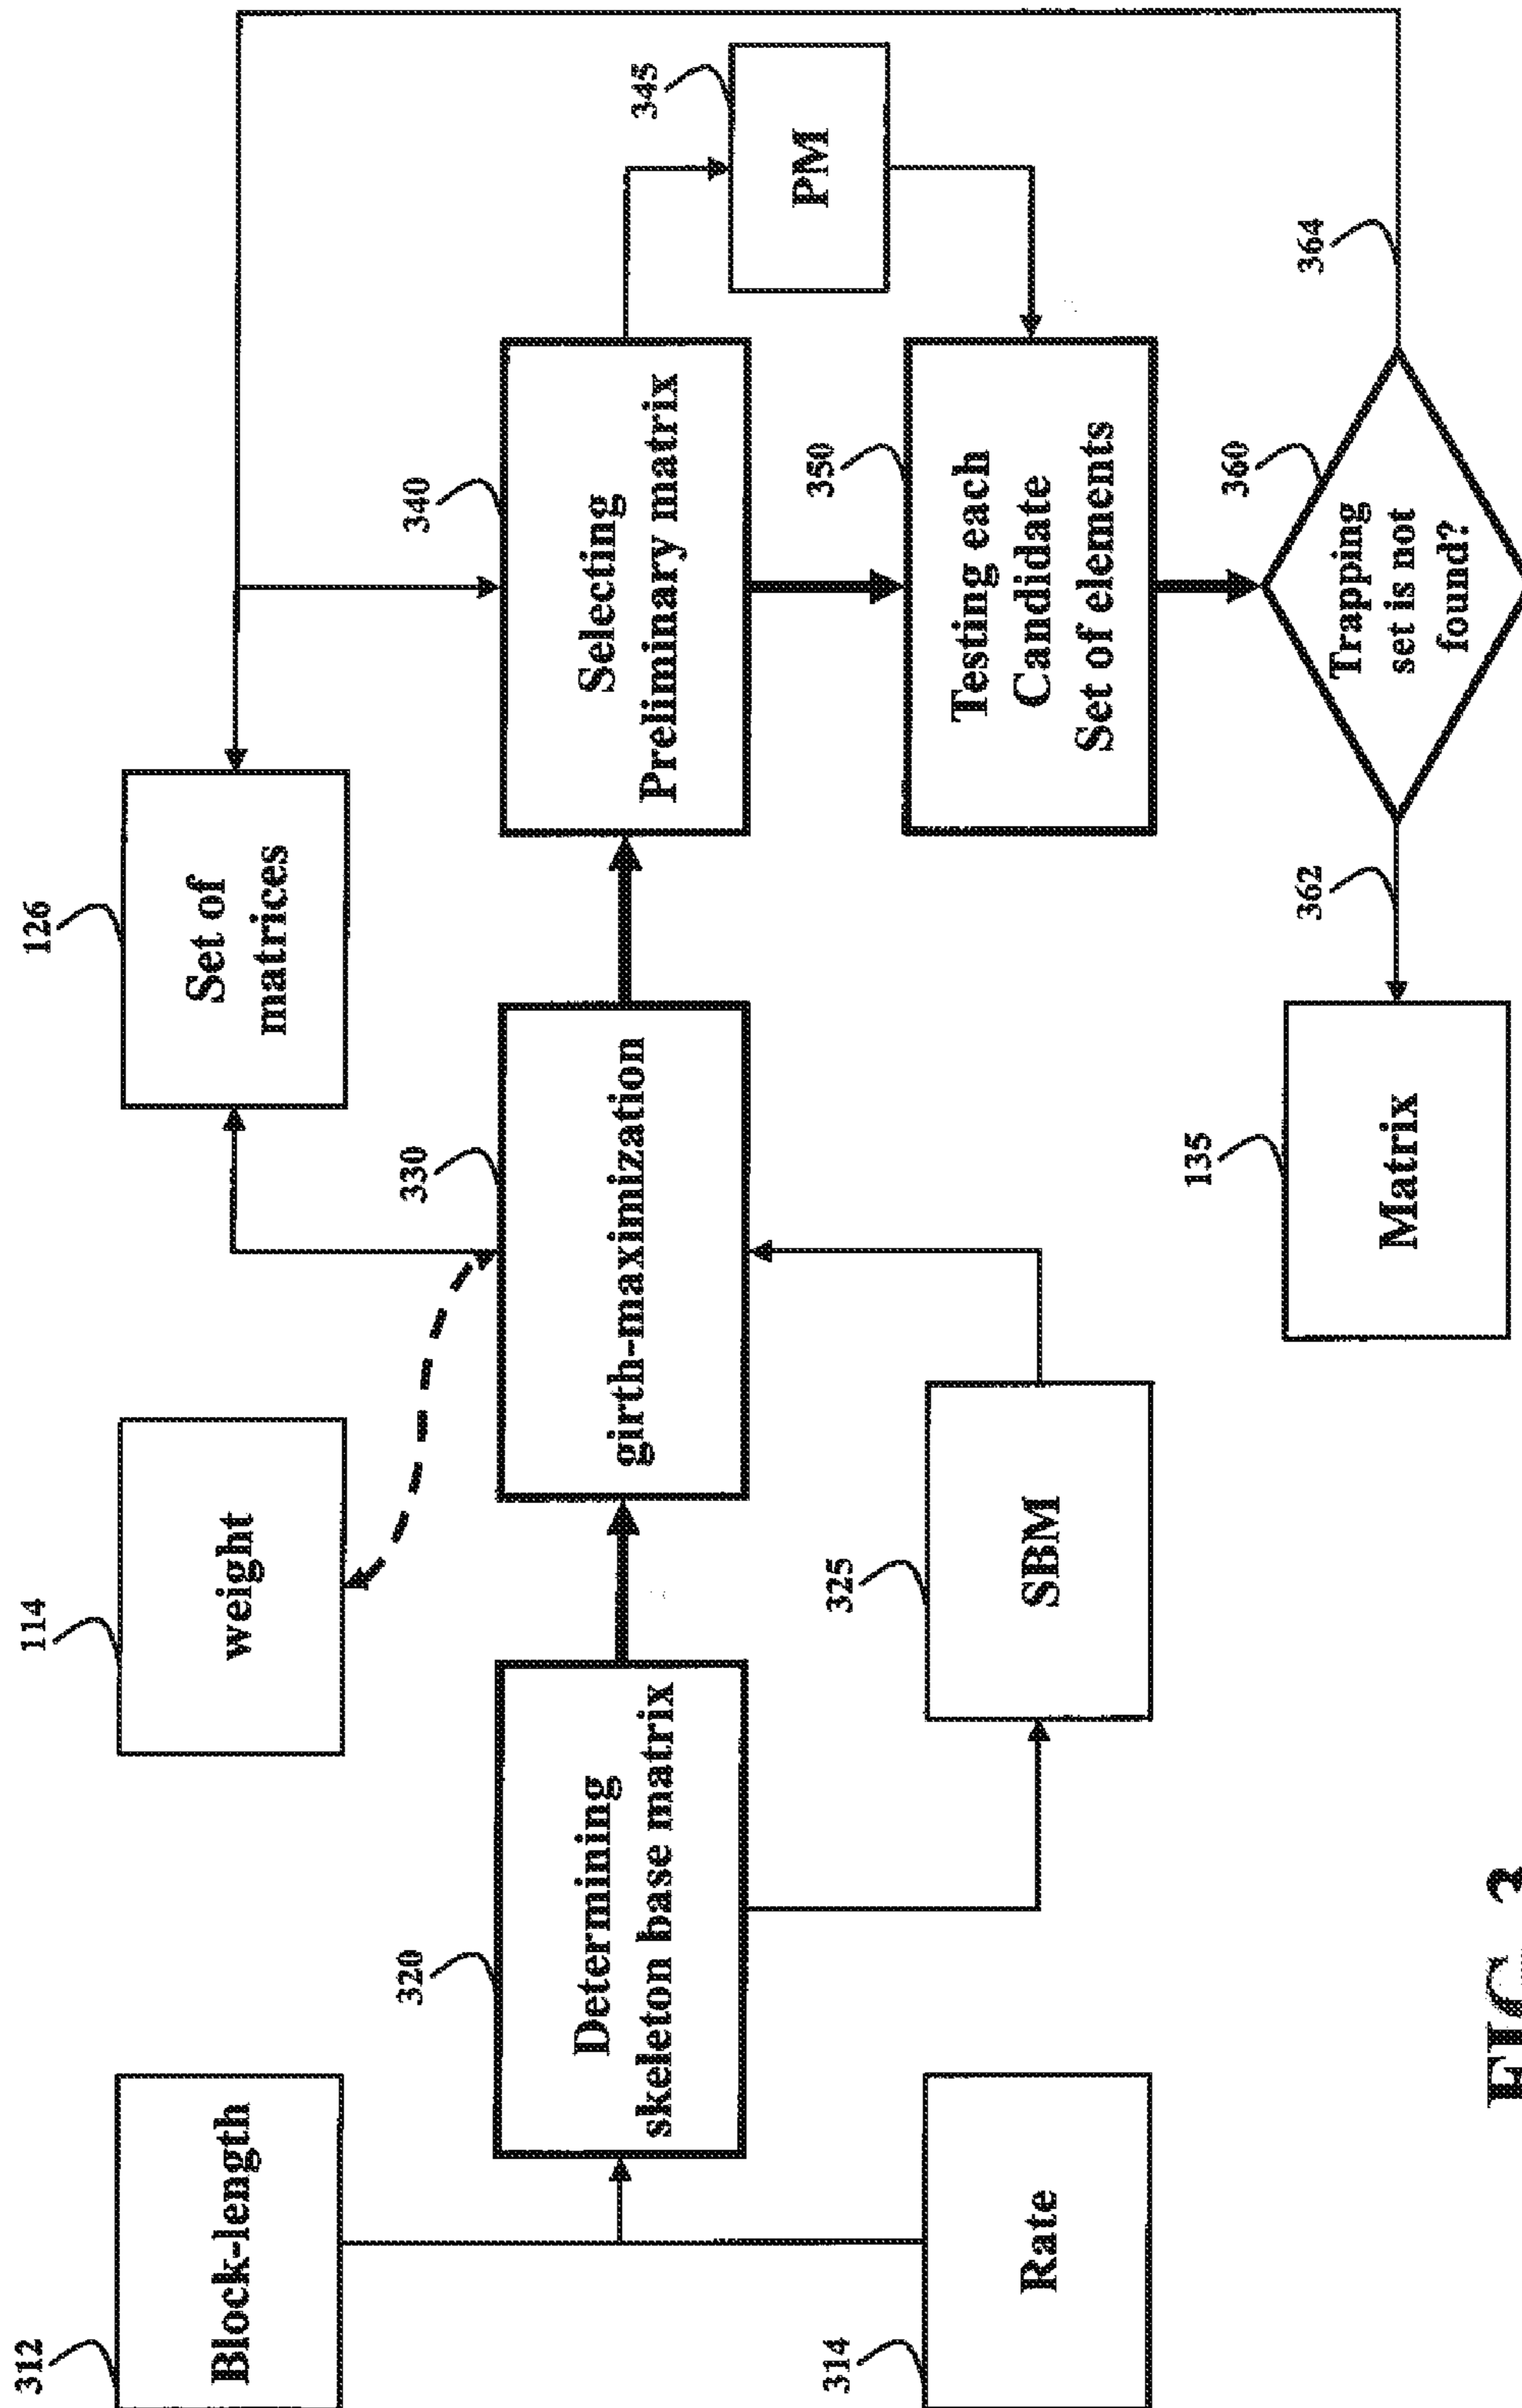 312
Block-length
114
weight
126
Set of
matrices
320
Determining
skeleton base matrix
330
girth-maximization
340
Selecting
Preliminary matrix
345
PM
314
Rate
325
SBM
350
Testing each
Candidate
Set of elements
135
Matrix
362
360
Trapping
set is not
found?
364
FIG. 3